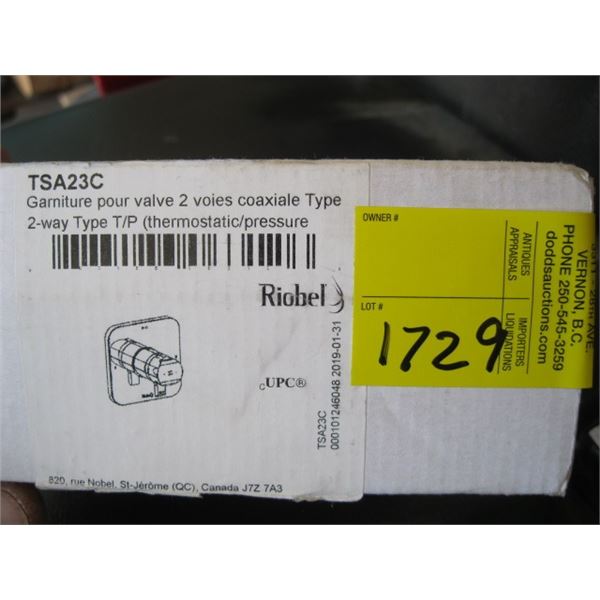 TSA23C
Garniture pour valve 2 voies coaxiale Type
2-way Type T/P (thermostatic/pressure
Riobel
cUPC®
TSA23C
000101246048 2019-01-31
820, rue Nobel, St-Jérôme (QC), Canada J7Z 7A3
OWNER #
LOT #
1729
ANTIQUES
APPRAISALS
IMPORTERS
LIQUIDATIONS
28TH AVE.
VERNON, B.C.
PHONE 250-545-3259
doddsauctions.com